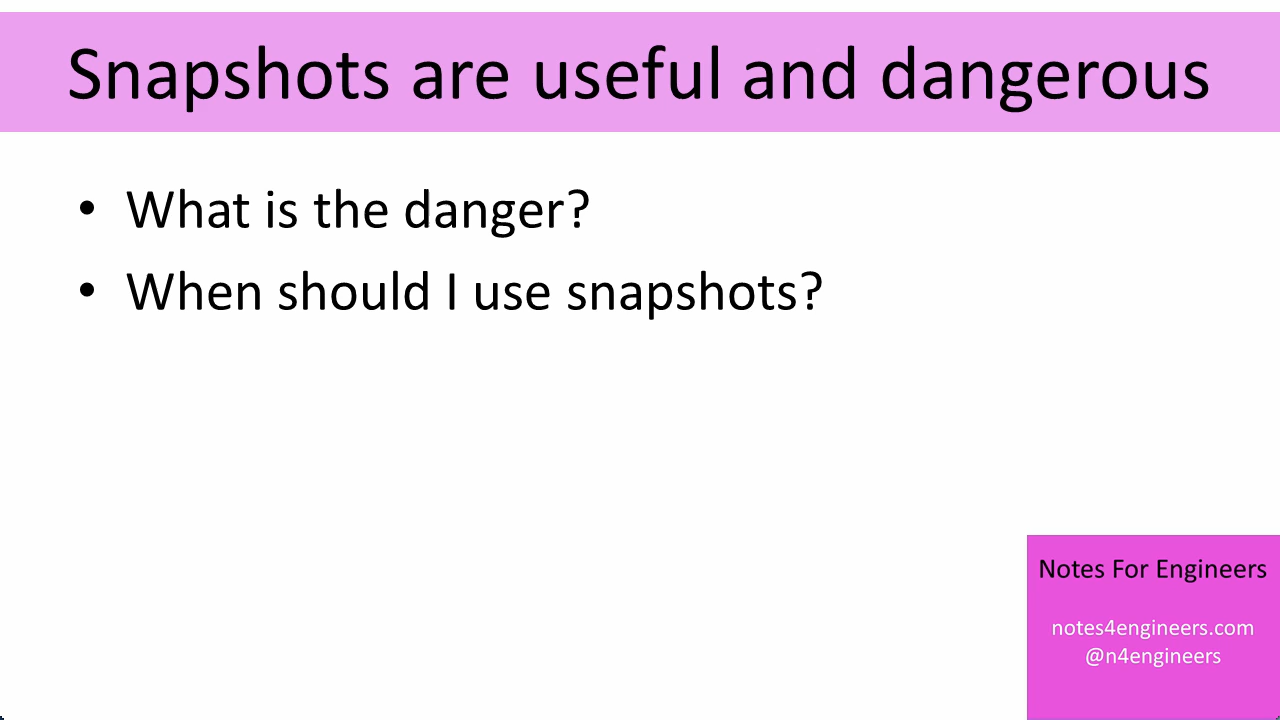 Snapshots are useful and dangerous
• What is the danger?
• When should I use snapshots?
Notes For Engineers
notes4engineers.com
@n4engineers